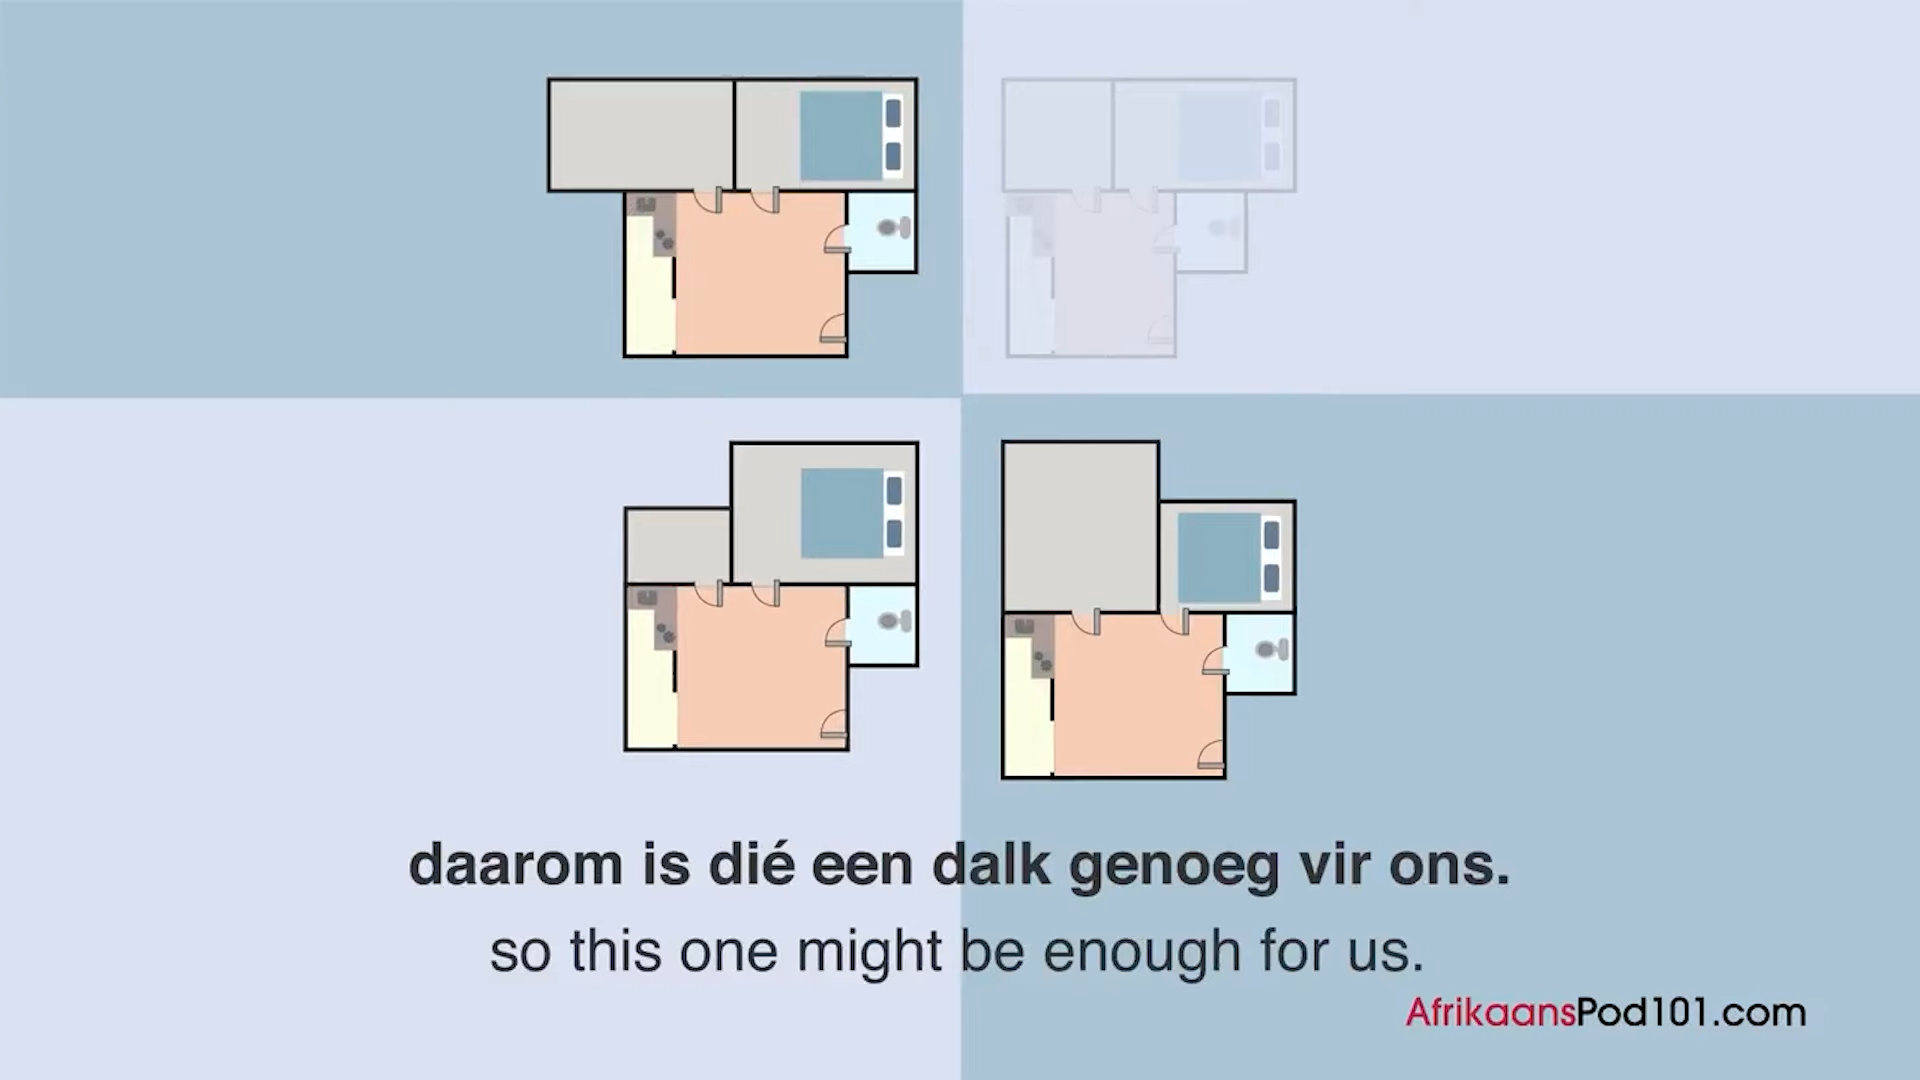 daarom is dié een dalk genoeg vir ons.
so this one might be enough for us.
AfrikaansPod101.com